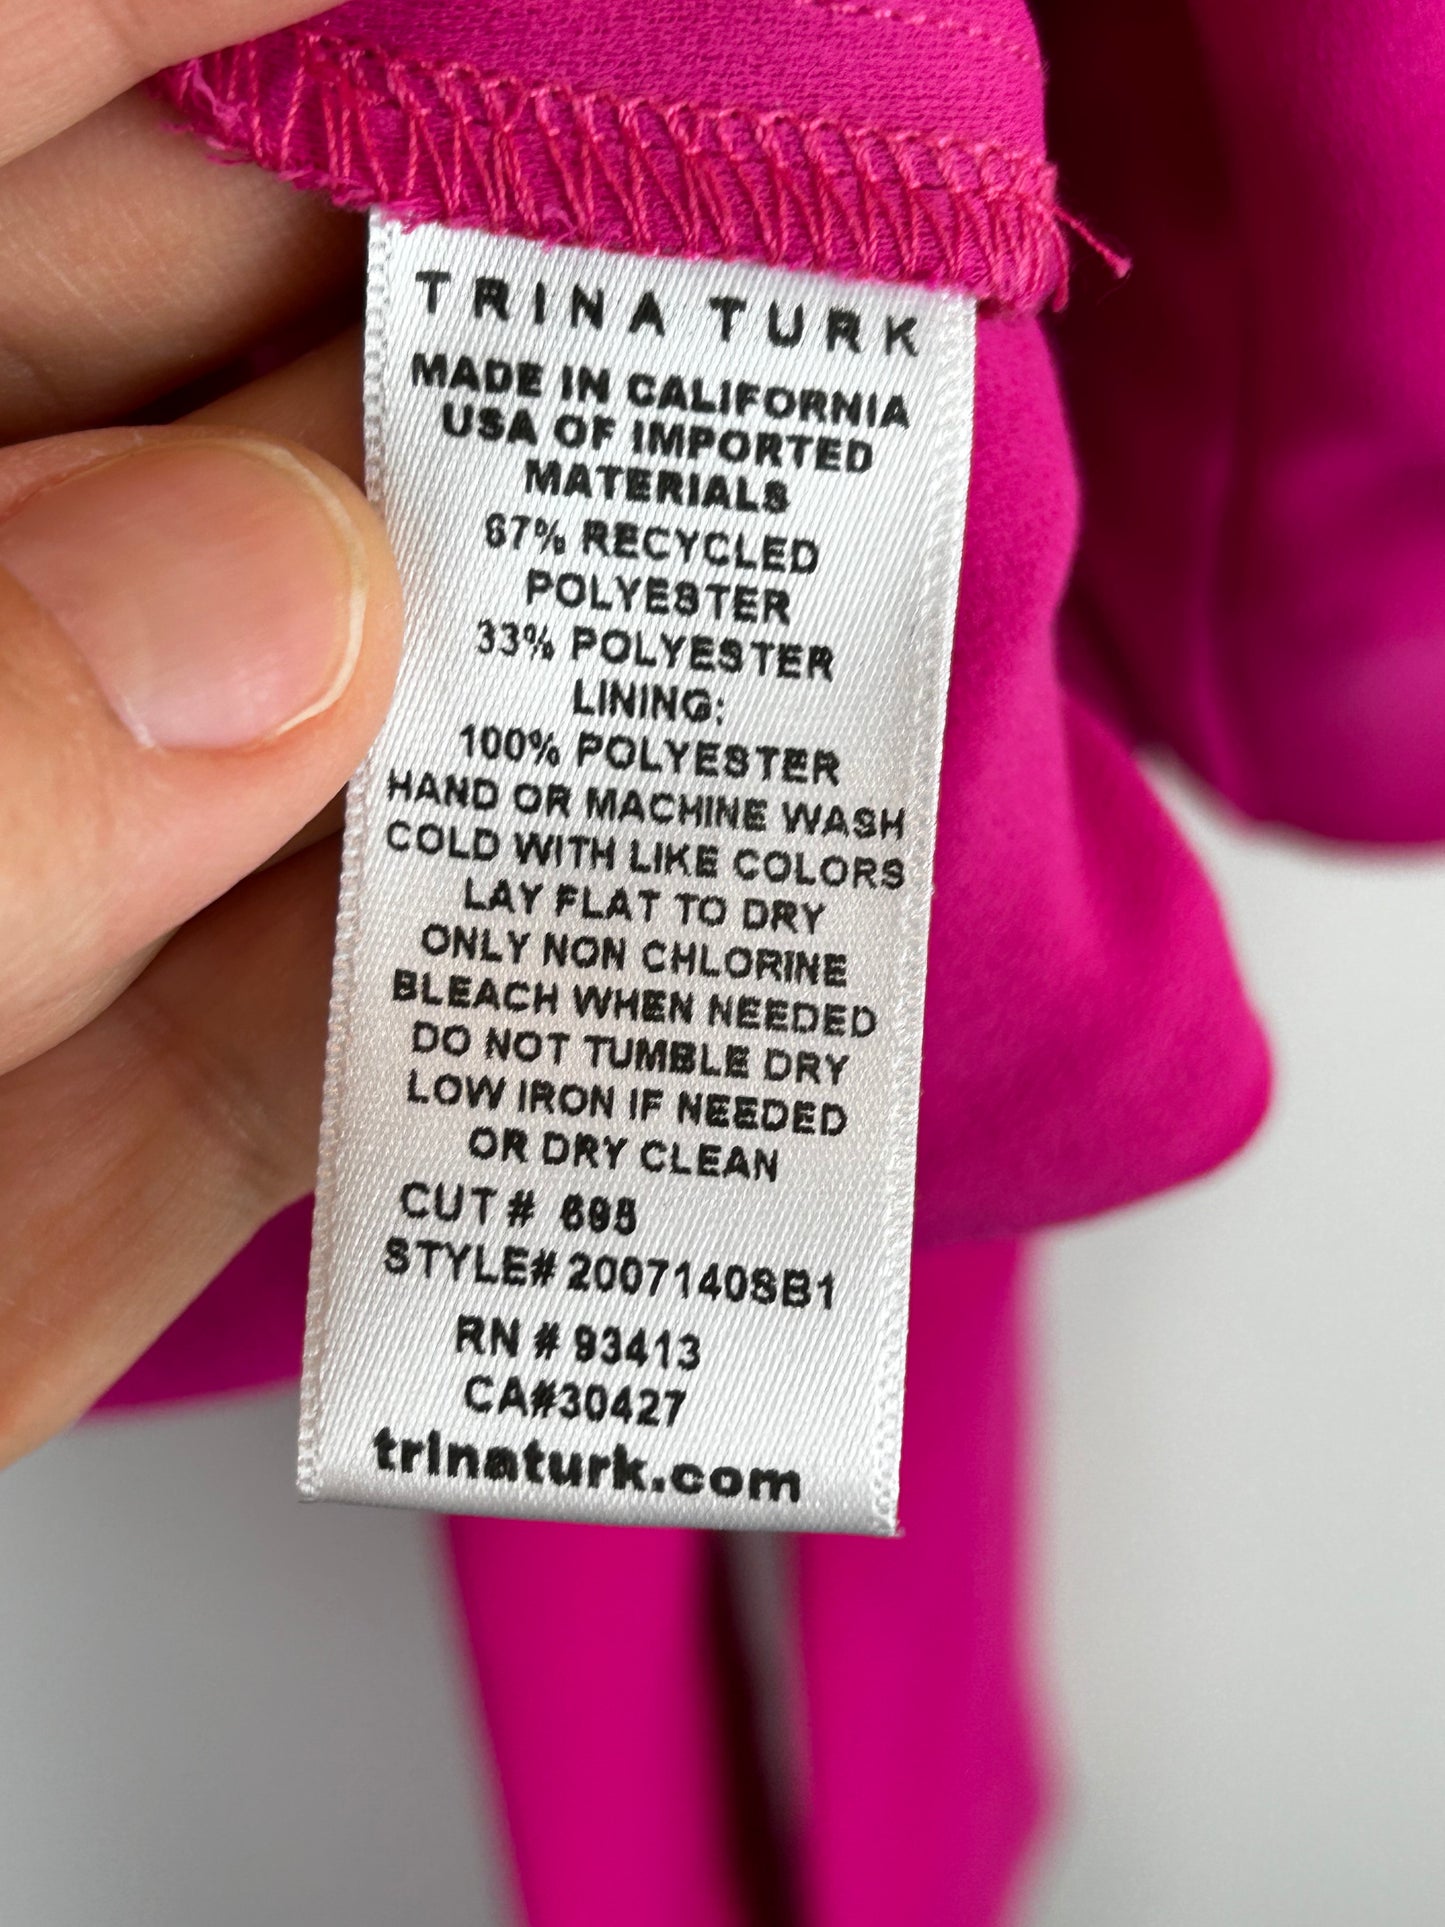 TRINA TURK
MADE IN CALIFORNIA
USA OF IMPORTED
MATERIALS
67% RECYCLED
POLYESTER
33% POLYESTER
LINING:
100% POLYESTER
HAND OR MACHINE WASH
COLD WITH LIKE COLORS
LAY FLAT TO DRY
ONLY NON CHLORINE
BLEACH WHEN NEEDED
DO NOT TUMBLE DRY
LOW IRON IF NEEDED
OR DRY CLEAN
CUT #
STYLE# 2007140SB1
RN # 93413
CA#30427
trinaturk.com